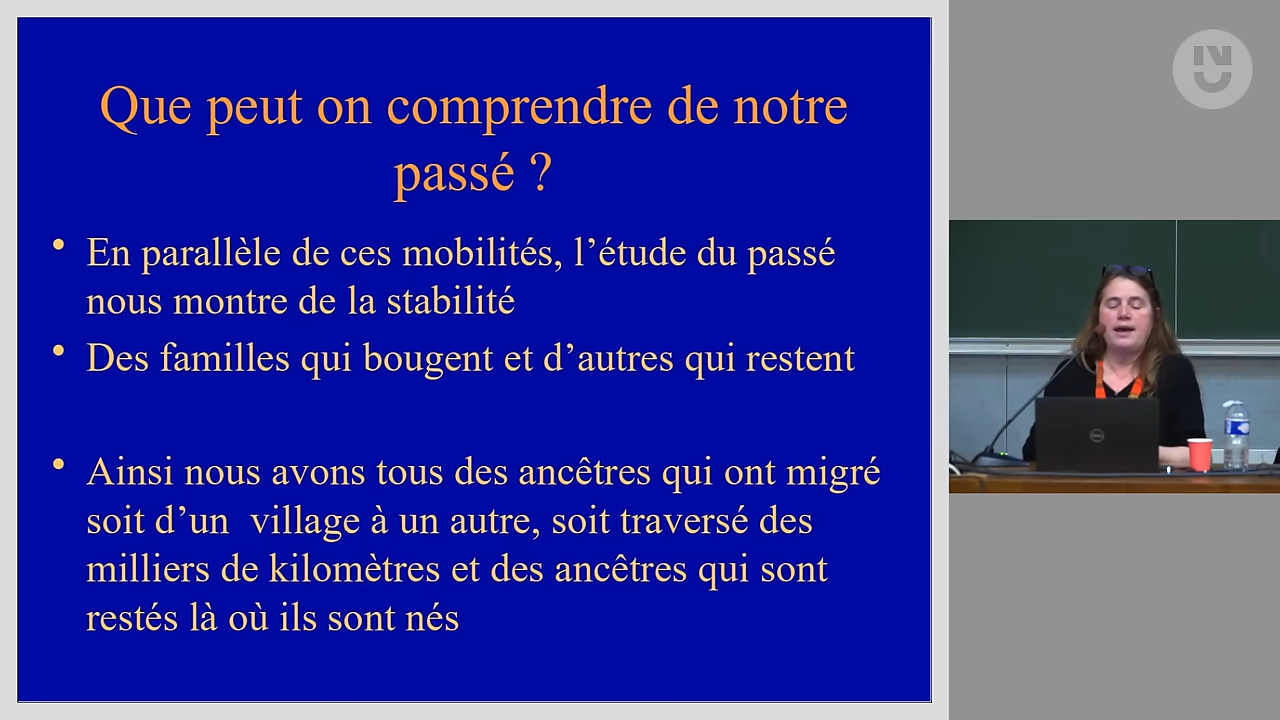 Que peut on comprendre de notre
passé ?
• En parallèle de ces mobilités, l’étude du passé
nous montre de la stabilité
• Des familles qui bougent et d’autres qui restent
• Ainsi nous avons tous des ancêtres qui ont migré
soit d’un  village à un autre, soit traversé des
milliers de kilomètres et des ancêtres qui sont
restés là où ils sont nés
DELL